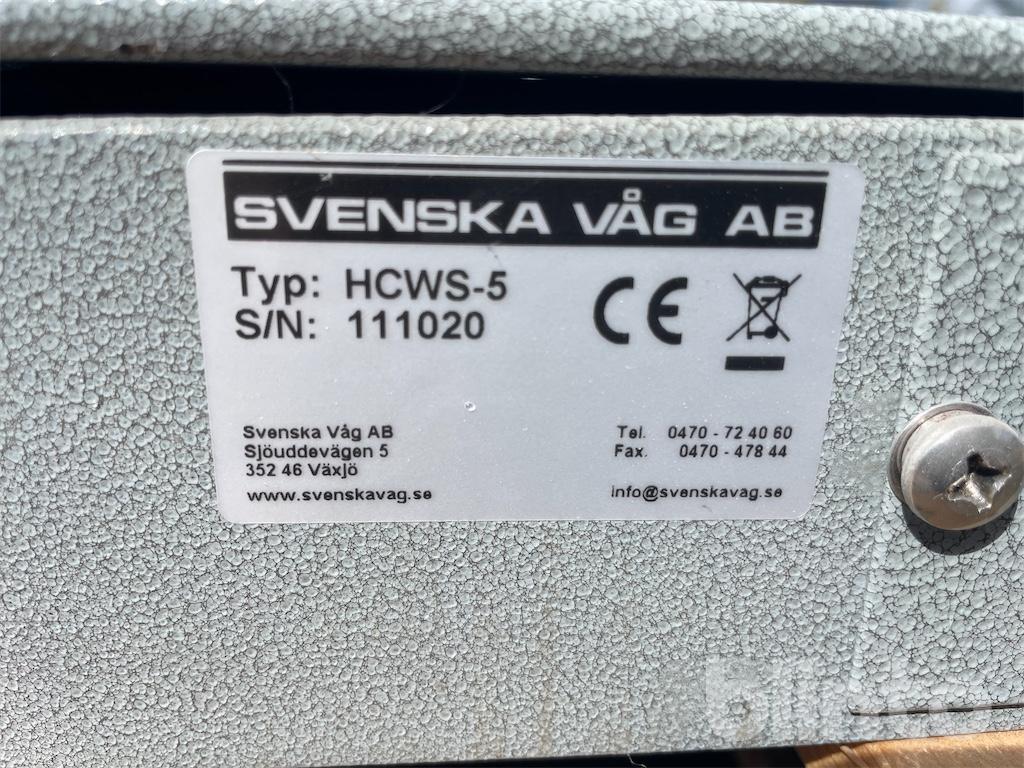 SVENSKA VÅG AB
Typ: HCWS-5
S/N: 111020
CE
Svenska Våg AB
Sjöuddevägen 5
352 46 Växjö
www.svenskavag.se
Tel. 0470 - 72 40 60
Fax. 0470 - 478 44
info@svenskavag.se